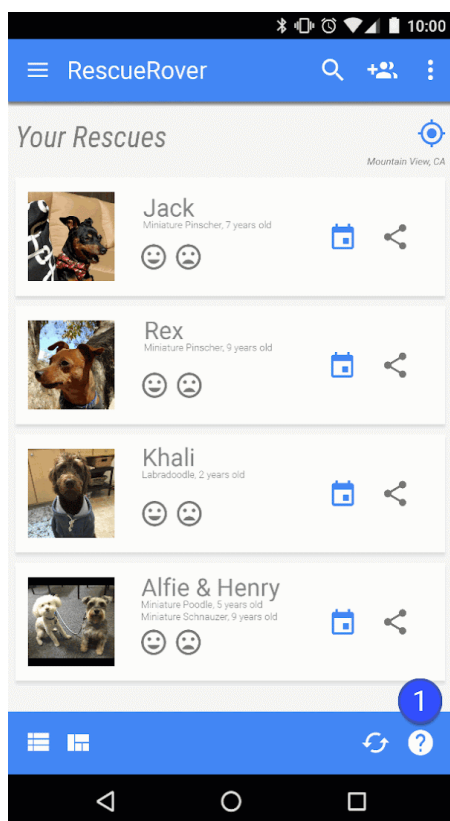 10:00
RescueRover
Your Rescues
Mountain View, CA
Jack
Miniature Pinscher, 7 years old
Rex
Miniature Pinscher, 9 years old
Khali
Labradoodle, 2 years old
Alfie & Henry
Miniature Poodle, 5 years old
Miniature Schnauzer, 9 years old
1
?